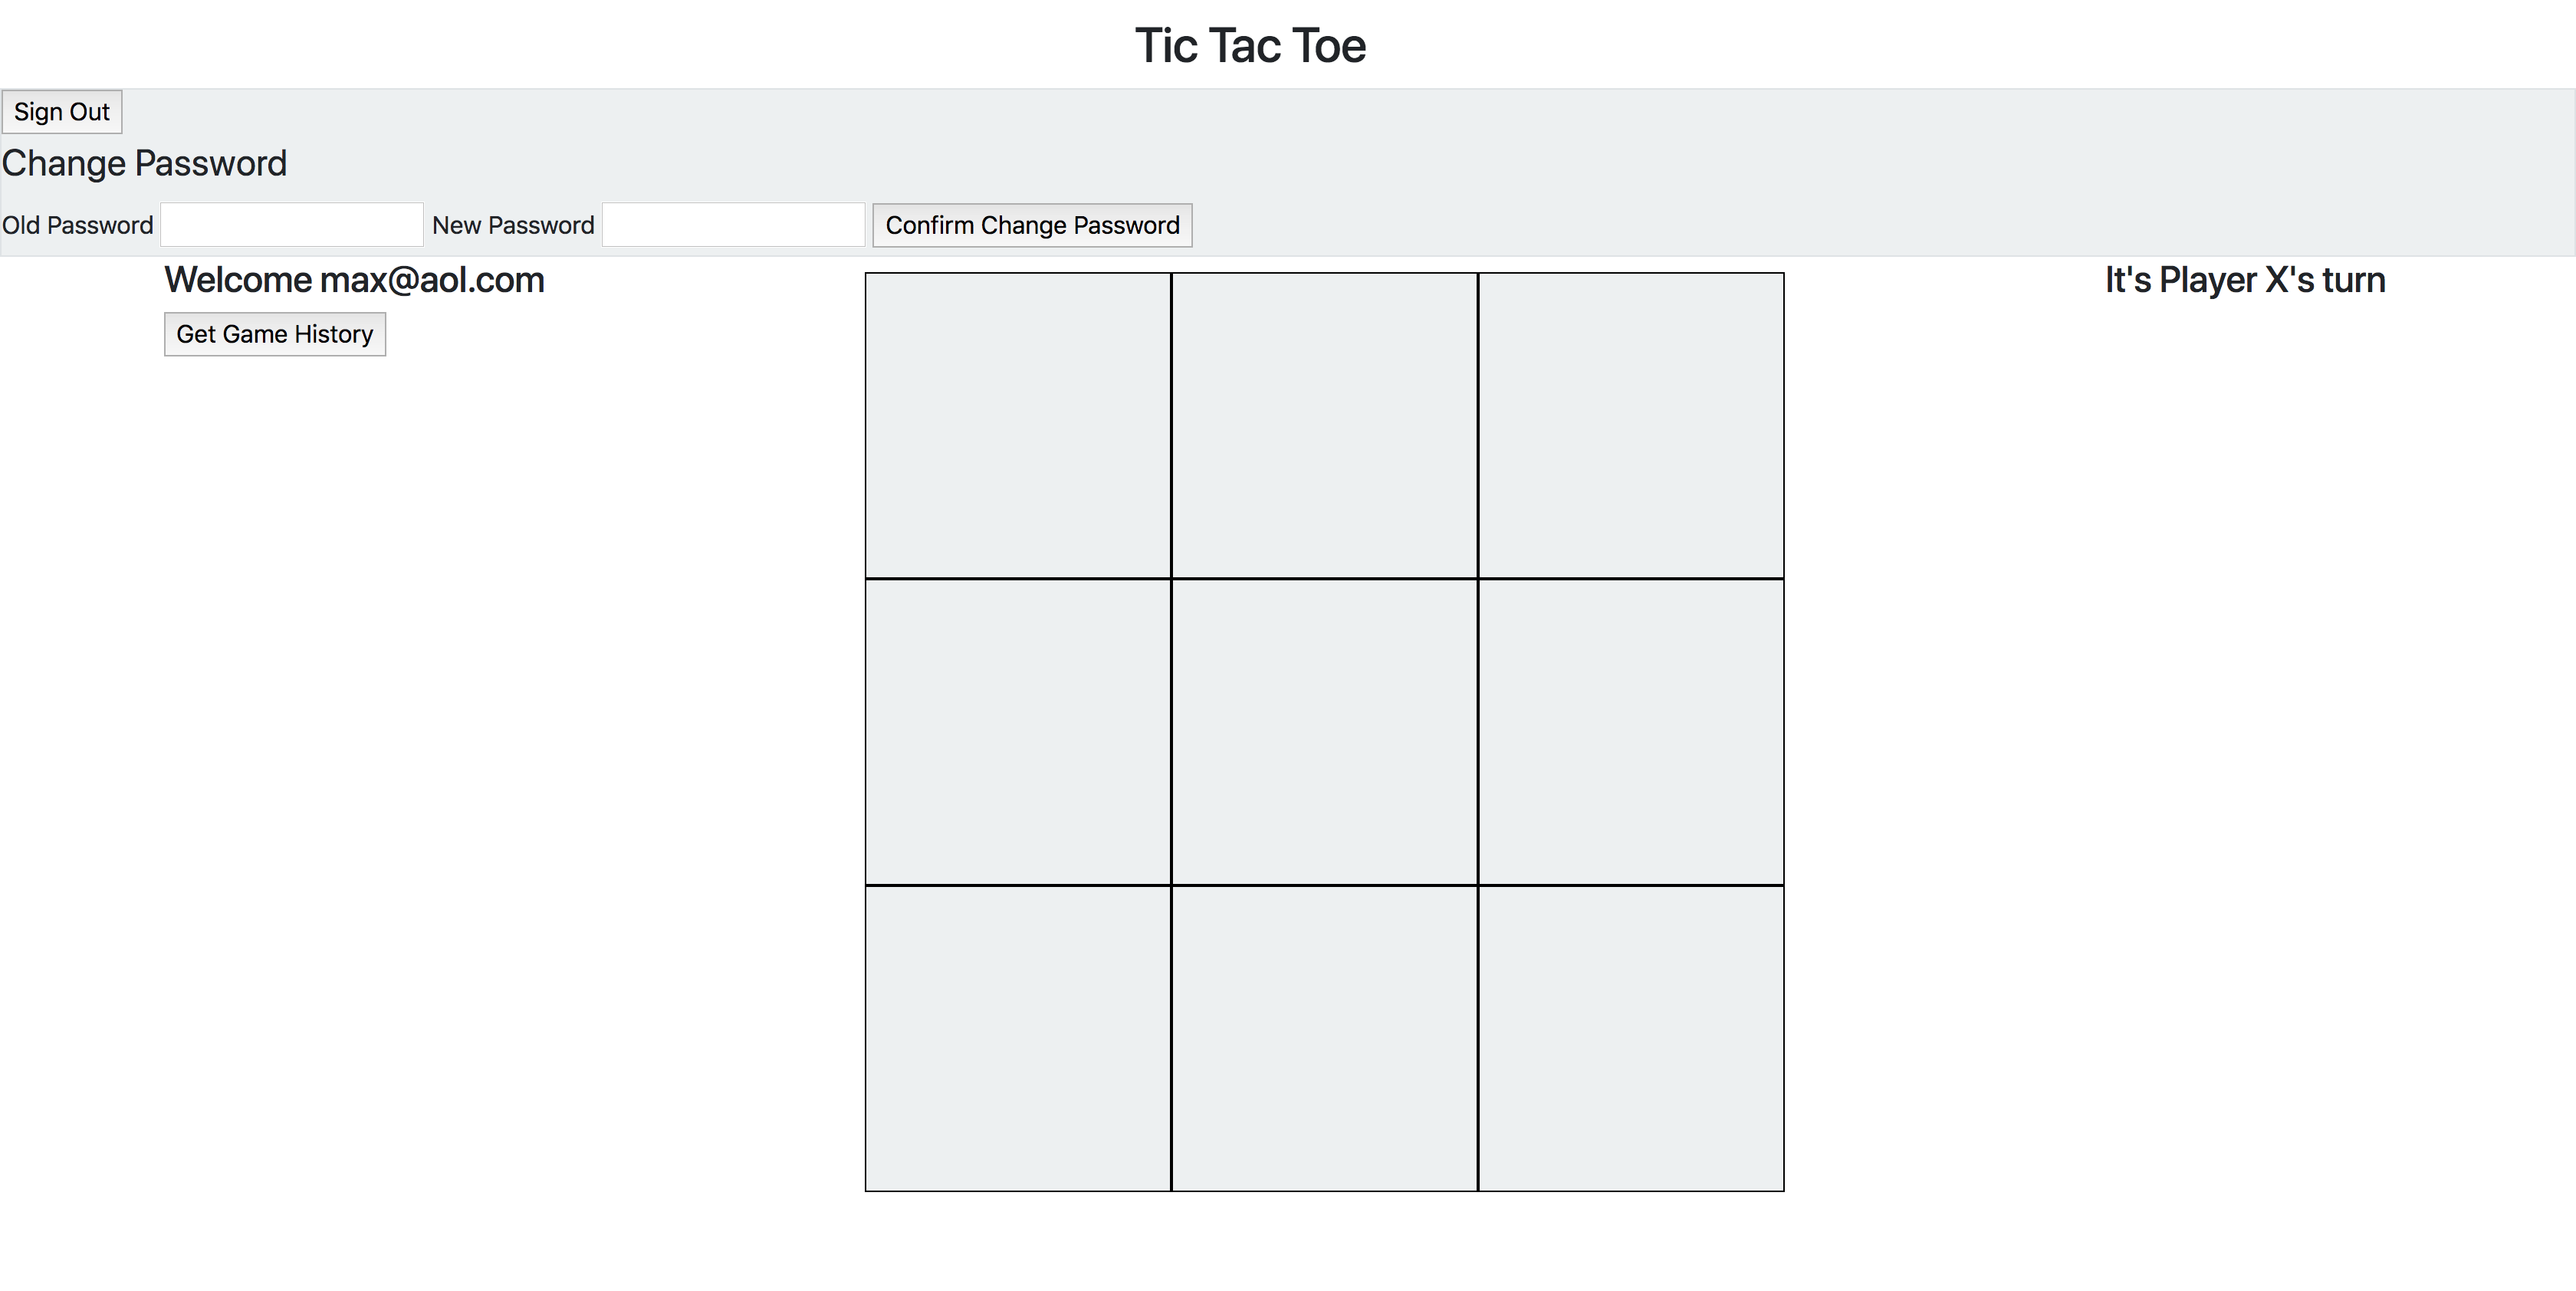 Tic Tac Toe
Sign Out
Change Password
Old Password New Password Confirm Change Password
Welcome max@aol.com
It's Player X's turn
Get Game History